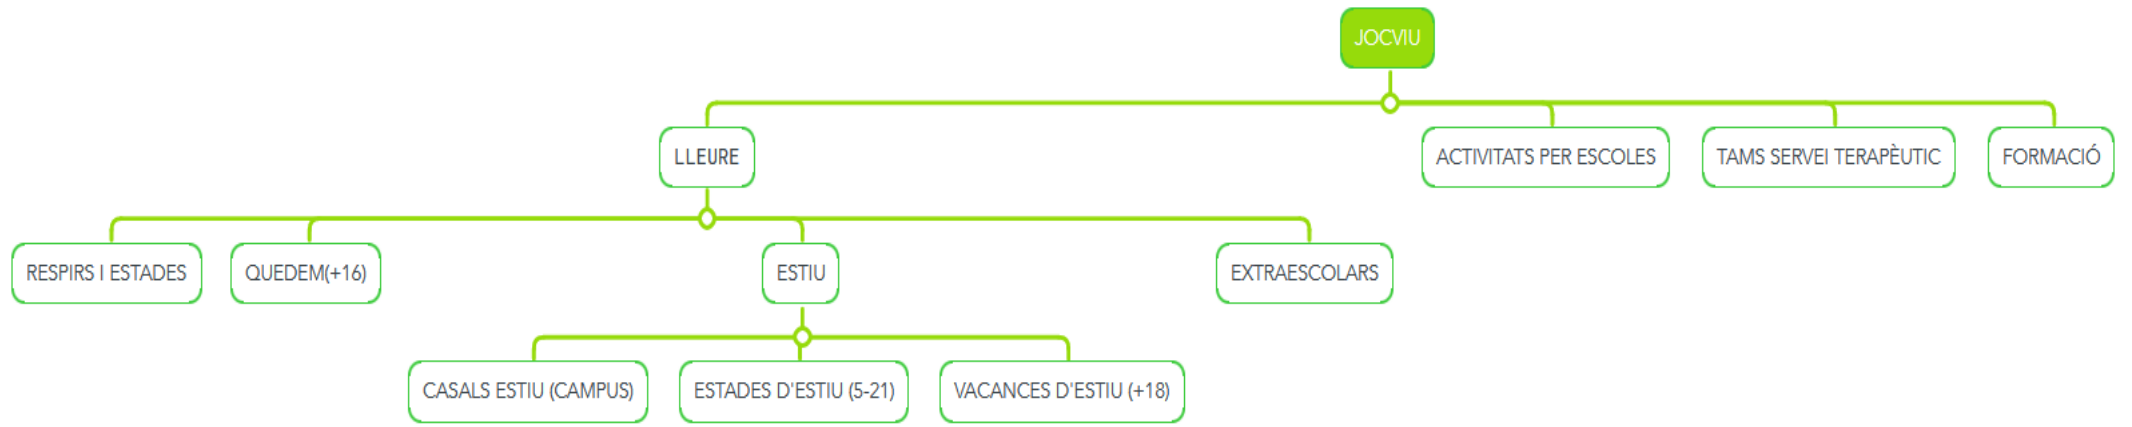 JOCVIU
LLEURE
ACTIVITATS PER ESCOLES
TAMS SERVEI TERAPÈUTIC
FORMACIÓ
RESPIRS I ESTADES
QUEDEM(+16)
ESTIU
EXTRAESCOLARS
CASALS ESTIU (CAMPUS)
ESTADES D'ESTIU (5-21)
VACANCES D'ESTIU (+18)